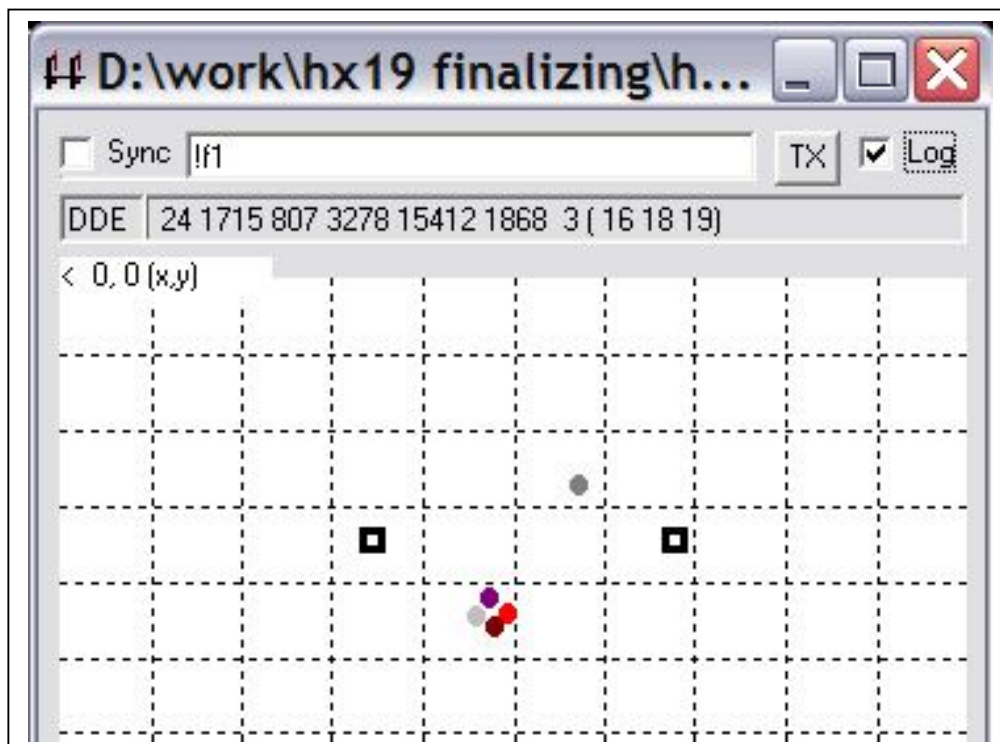 D:\work\hx19 finalizing\h...
Sync !f1 TX Log
DDE 24 1715 807 3278 15412 1868 3 ( 16 18 19)
< 0, 0 (x,y)